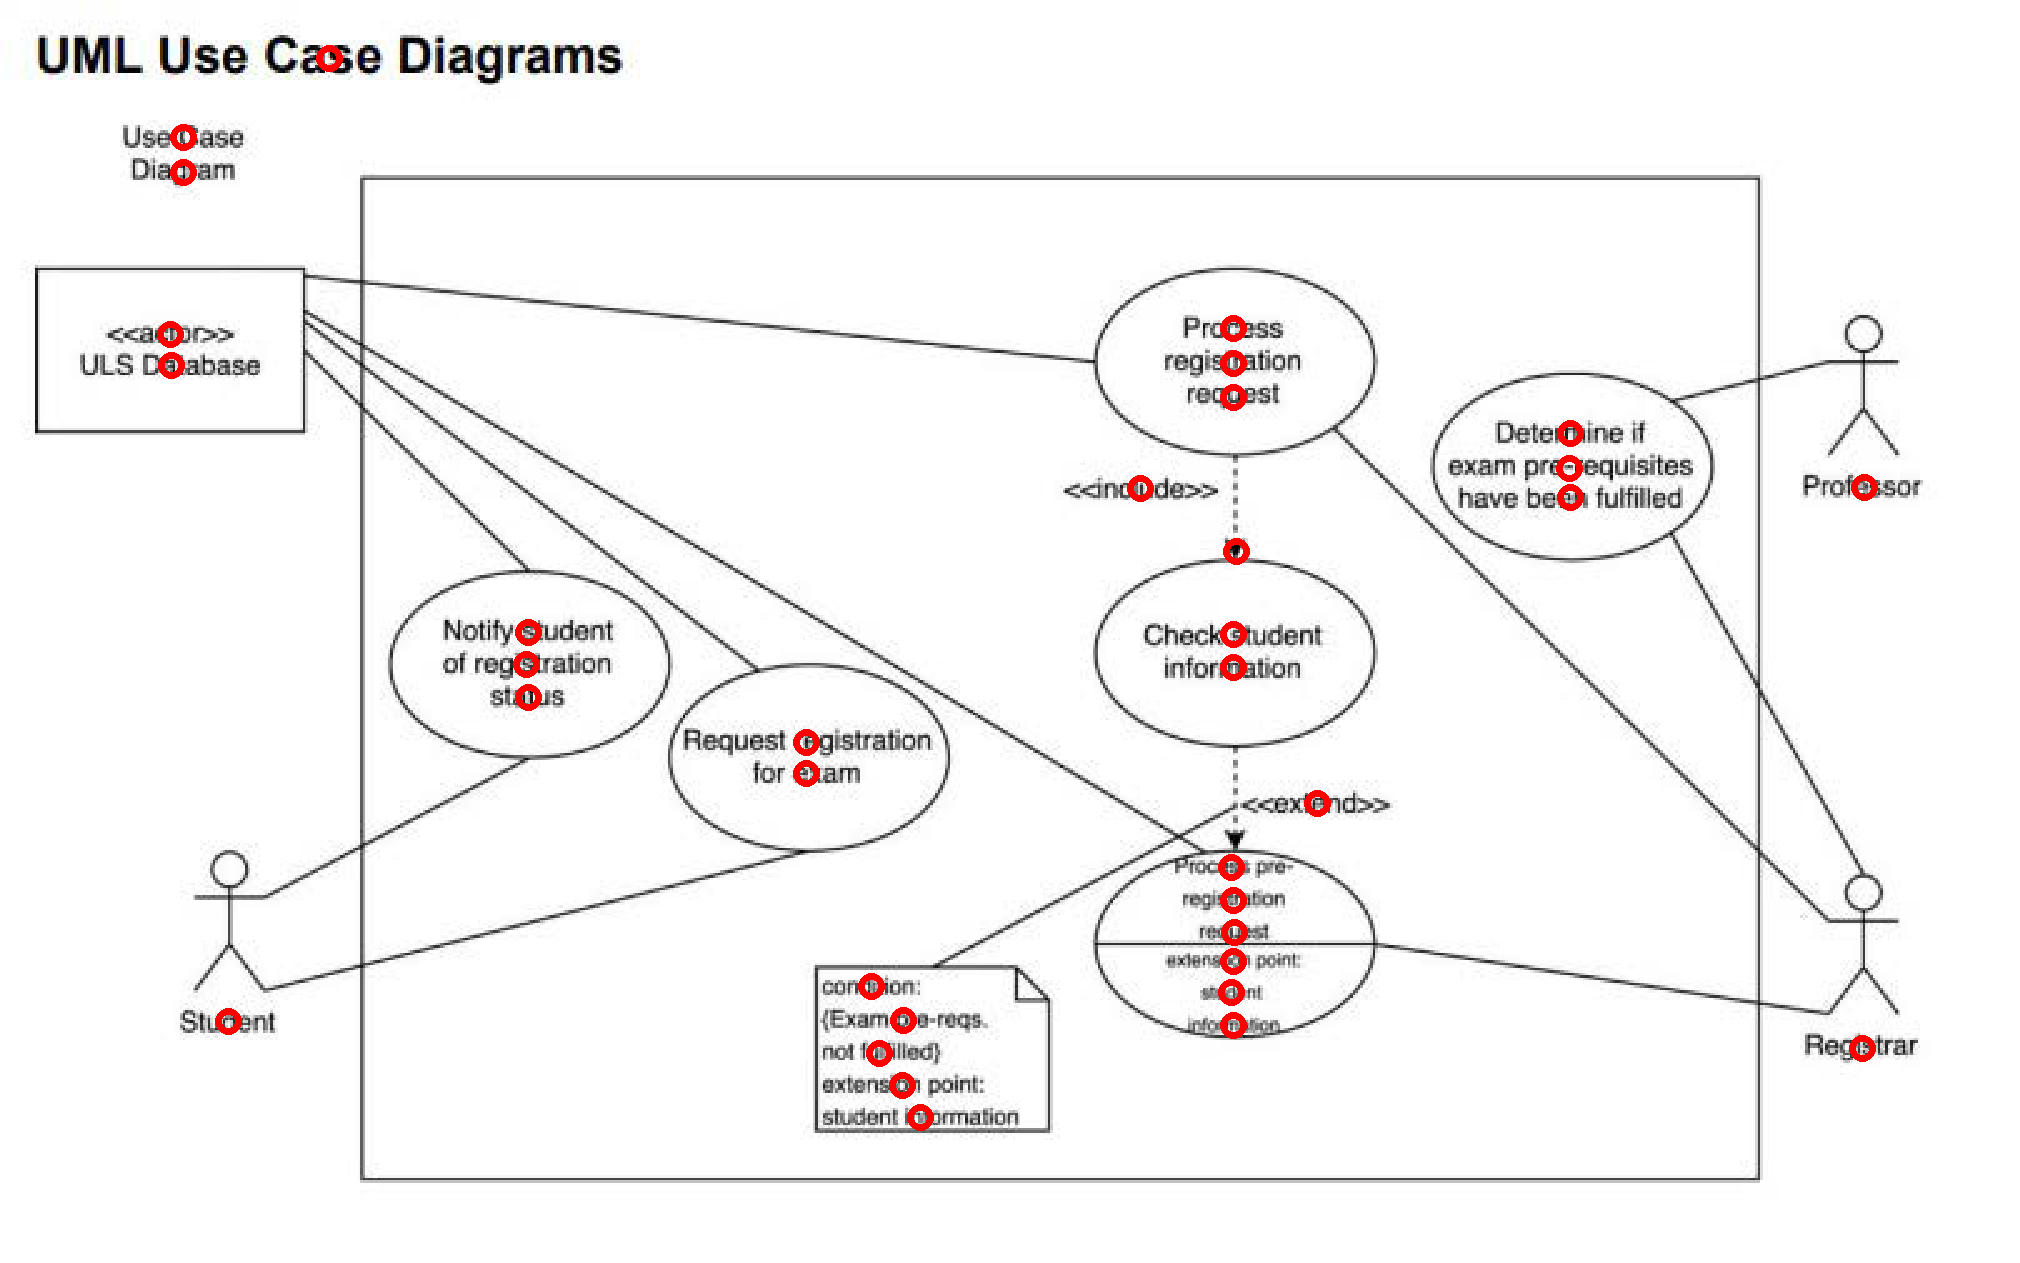 UML Use Case Diagrams
Use Case
Diagram
<<actor>>
ULS Database
Process
registration
request
Determine if
exam pre-requisites
have been fulfilled
Professor
<<include>>
Notify student
of registration
status
Check student
information
Request registration
for exam
<<extend>>
Process pre-
registration
request
extension point:
student
information
condition:
{Exam pre-reqs.
not fulfilled}
extension point:
student information
Student
Registrar